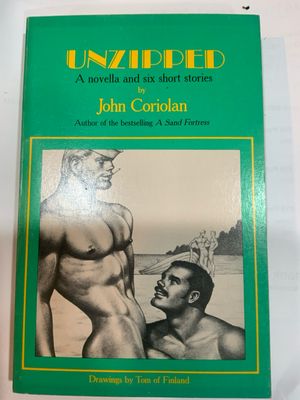 UNZIPPED
A novella and six short stories
by
John Coriolan
Author of the bestselling A Sand Fortress
Drawings by Tom of Finland